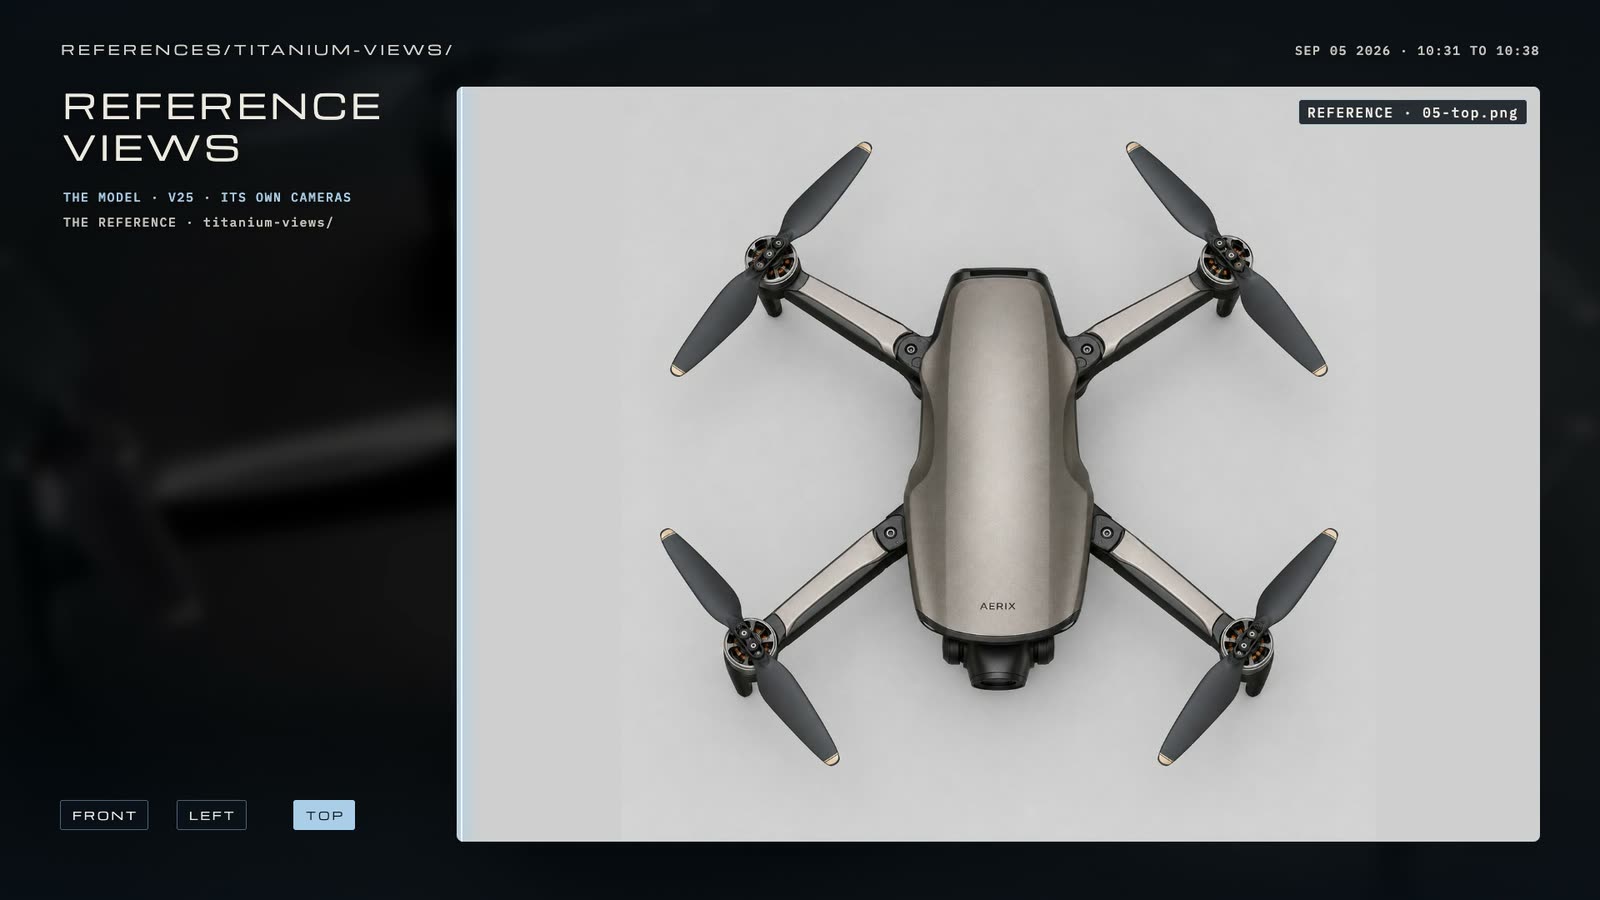 REFERENCES/TITANIUM-VIEWS/
SEP 05 2026 · 10:31 TO 10:38
REFERENCE
VIEWS
THE MODEL · V25 · ITS OWN CAMERAS
THE REFERENCE · titanium-views/
REFERENCE · 05-top.png
AERIX
FRONT
LEFT
TOP